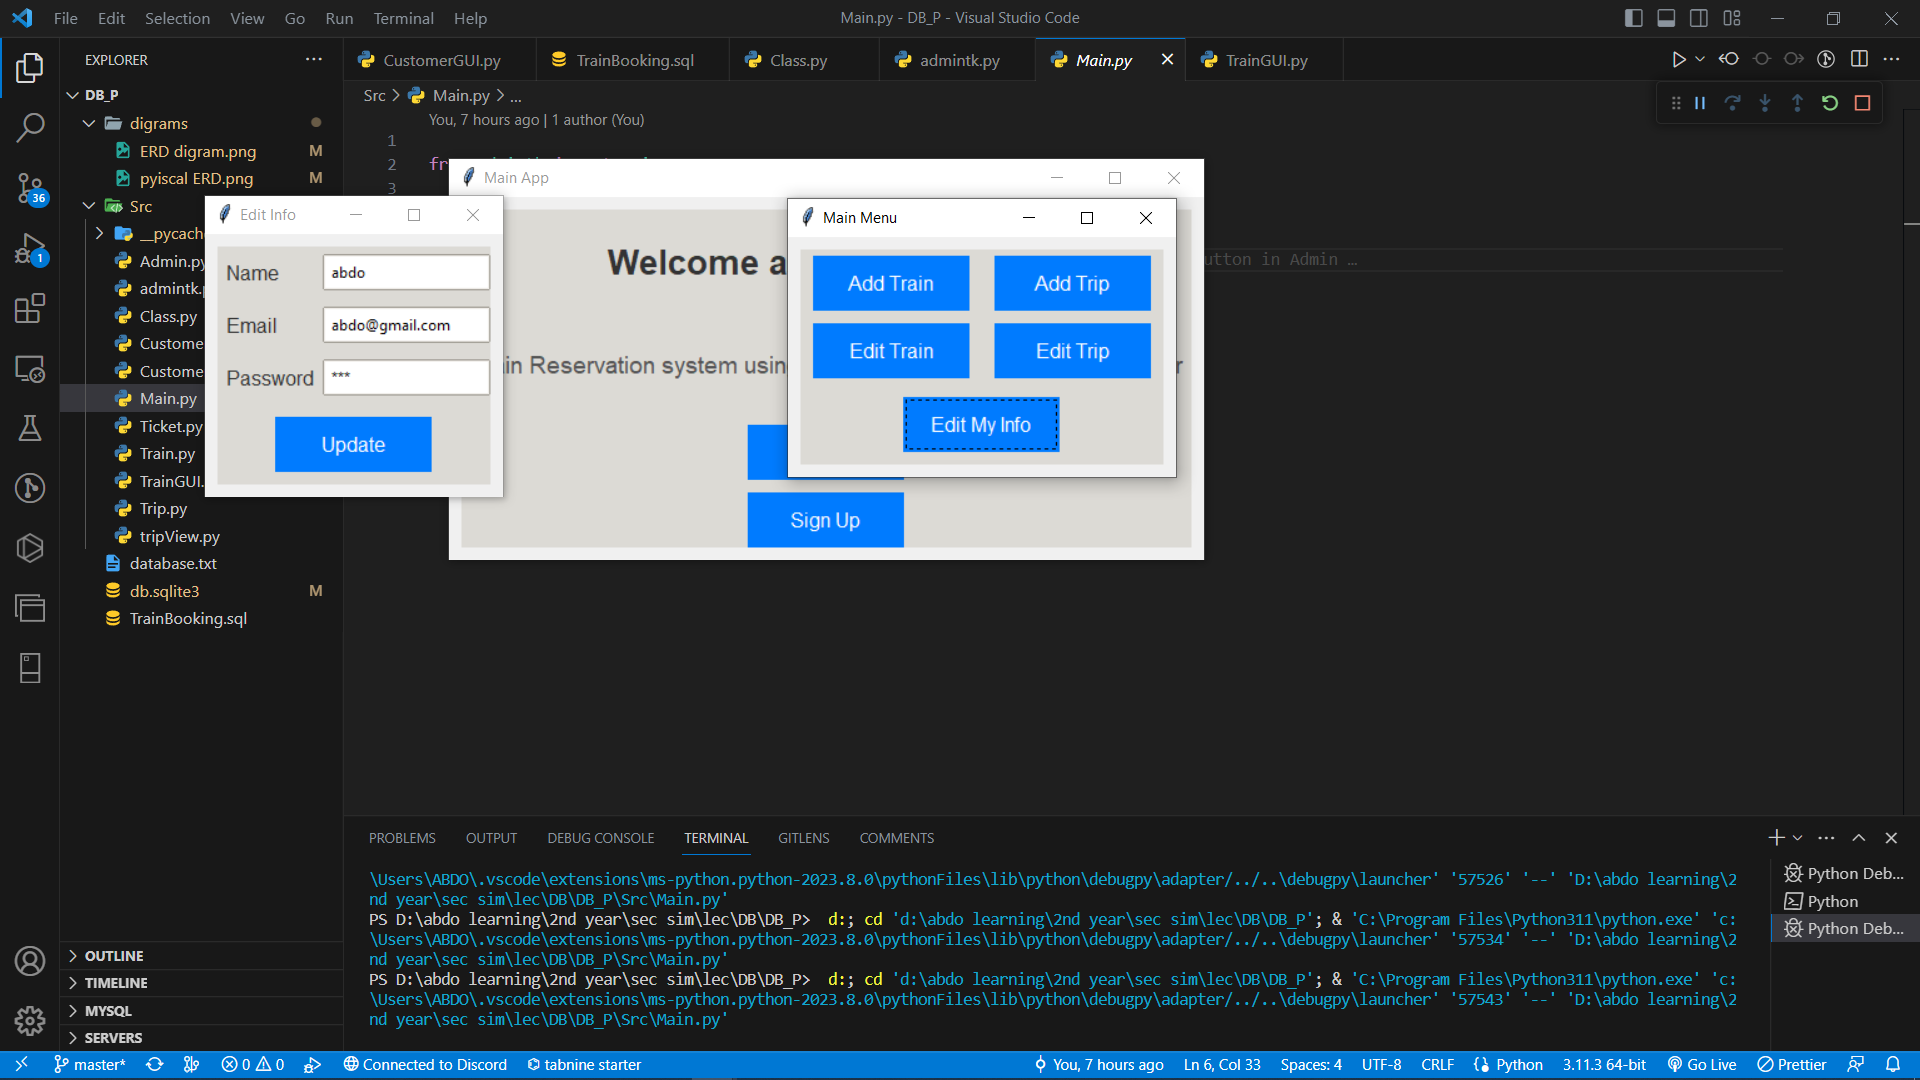 File Edit Selection View Go Run Terminal Help
Main.py - DB_P - Visual Studio Code
EXPLORER
CustomerGUI.py
TrainBooking.sql
Class.py
admintk.py
Main.py
TrainGUI.py
DB_P
digrams
ERD digram.png M
pyiscal ERD.png M
Src
Admin.py
Class.py
Main.py
Ticket.py
Train.py
TrainGUI.
Trip.py
tripView.py
database.txt
db.sqlite3 M
TrainBooking.sql
OUTLINE
TIMELINE
MYSQL
SERVERS
36
1
Src > Main.py > ...
You, 7 hours ago | 1 author (You)
1
2
3
utton in Admin …
Main App
Welcome a
in Reservation system usin
r
Sign Up
Edit Info
Name abdo
Email abdo@gmail.com
Password ***
Update
Main Menu
Add Train Add Trip
Edit Train Edit Trip
Edit My Info
PROBLEMS OUTPUT DEBUG CONSOLE TERMINAL GITLENS COMMENTS
\Users\ABDO\.vscode\extensions\ms-python.python-2023.8.0\pythonFiles\lib\python\debugpy\adapter/../..\debugpy\launcher' '57526' '--' 'D:\abdo learning\2
nd year\sec sim\lec\DB\DB_P\Src\Main.py'
PS D:\abdo learning\2nd year\sec sim\lec\DB\DB_P> d:; cd 'd:\abdo learning\2nd year\sec sim\lec\DB\DB_P'; & 'C:\Program Files\Python311\python.exe' 'c:
\Users\ABDO\.vscode\extensions\ms-python.python-2023.8.0\pythonFiles\lib\python\debugpy\adapter/../..\debugpy\launcher' '57534' '--' 'D:\abdo learning\2
nd year\sec sim\lec\DB\DB_P\Src\Main.py'
PS D:\abdo learning\2nd year\sec sim\lec\DB\DB_P> d:; cd 'd:\abdo learning\2nd year\sec sim\lec\DB\DB_P'; & 'C:\Program Files\Python311\python.exe' 'c:
\Users\ABDO\.vscode\extensions\ms-python.python-2023.8.0\pythonFiles\lib\python\debugpy\adapter/../..\debugpy\launcher' '57543' '--' 'D:\abdo learning\2
nd year\sec sim\lec\DB\DB_P\Src\Main.py'
Python Deb...
Python
Python Deb...
master* 0 0 Connected to Discord tabnine starter You, 7 hours ago Ln 6, Col 33 Spaces: 4 UTF-8 CRLF Python 3.11.3 64-bit Go Live Prettier